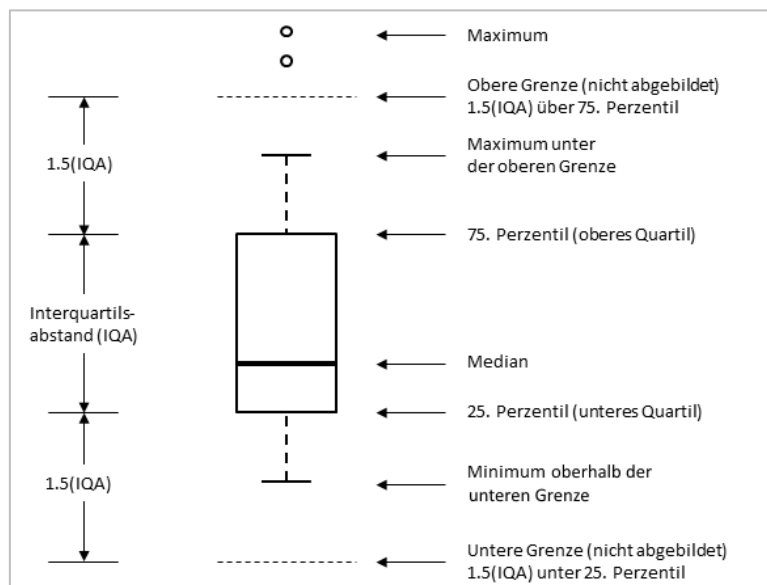 Maximum
Obere Grenze (nicht abgebildet)
1.5(IQA) über 75. Perzentil
Maximum unter
der oberen Grenze
1.5(IQA)
75. Perzentil (oberes Quartil)
Interquartils-
abstand (IQA)
Median
25. Perzentil (unteres Quartil)
1.5(IQA)
Minimum oberhalb der
unteren Grenze
Untere Grenze (nicht abgebildet)
1.5(IQA) unter 25. Perzentil